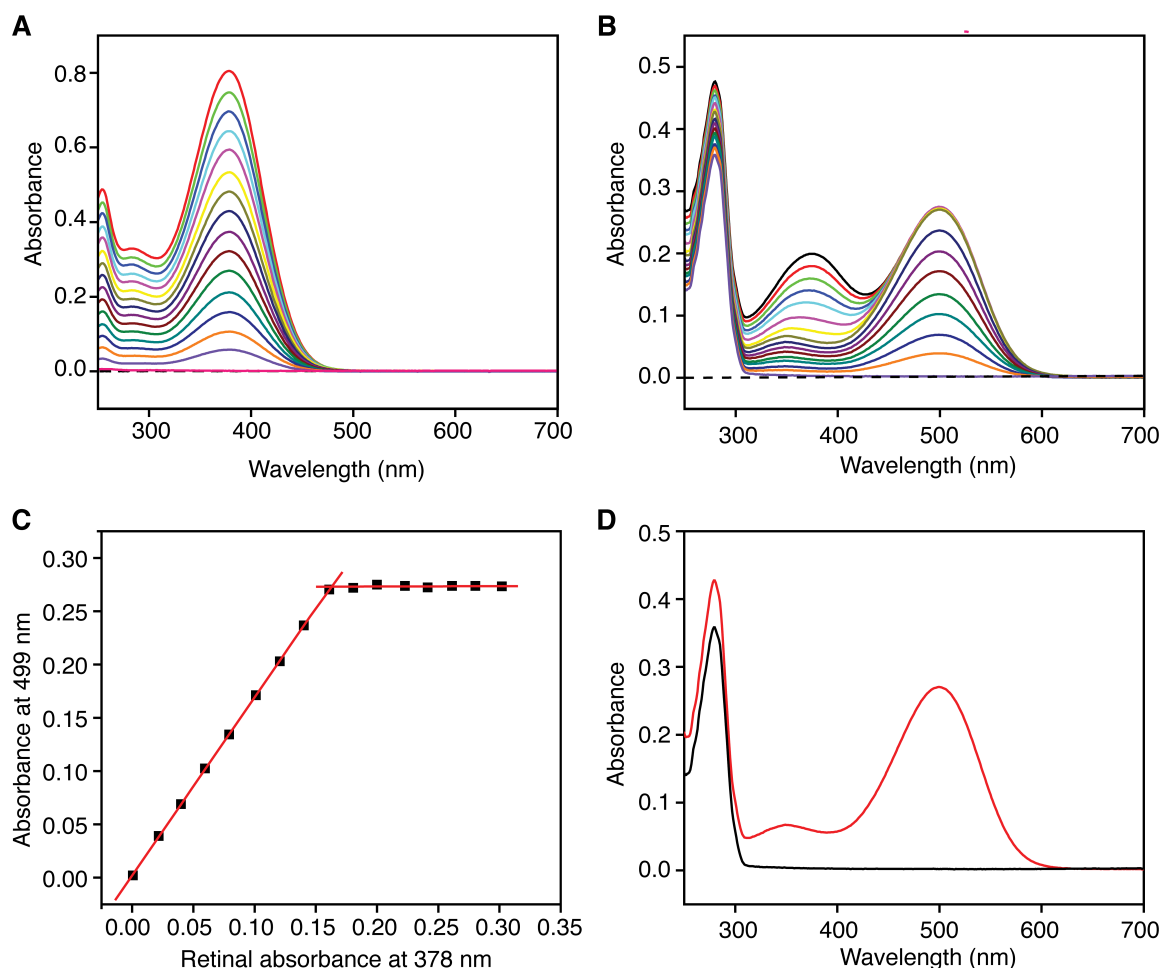 A
Absorbance
0.8
0.6
0.4
0.2
0.0
300 400 500 600 700
Wavelength (nm)
B
Absorbance
0.5
0.4
0.3
0.2
0.1
0.0
300 400 500 600 700
Wavelength (nm)
C
Absorbance at 499 nm
0.30
0.25
0.20
0.15
0.10
0.05
0.00
0.00 0.05 0.10 0.15 0.20 0.25 0.30 0.35
Retinal absorbance at 378 nm
D
Absorbance
0.5
0.4
0.3
0.2
0.1
0.0
300 400 500 600 700
Wavelength (nm)